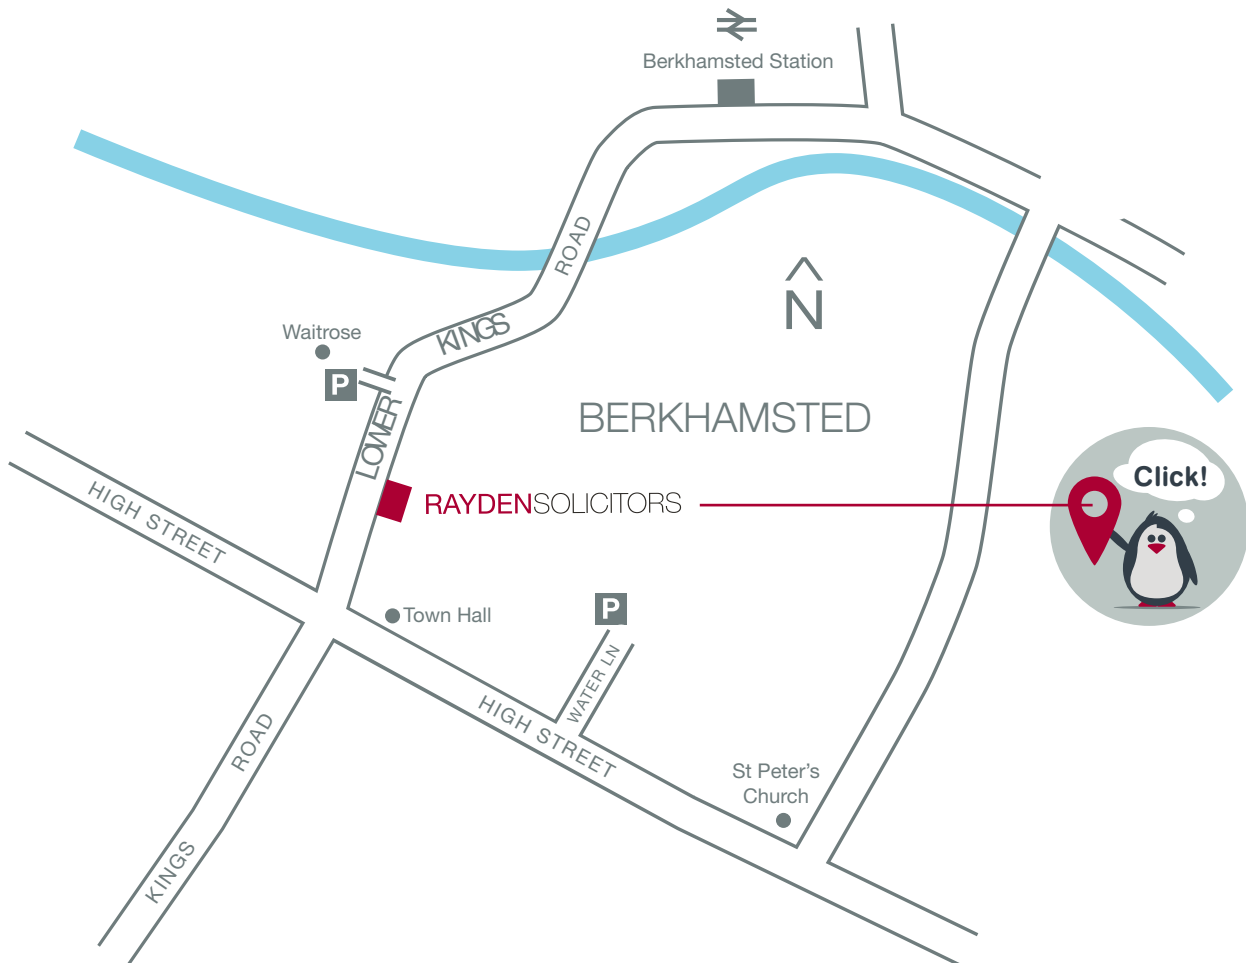 Berkhamsted Station
ROAD
KINGS
Waitrose
P
LOWER
N
BERKHAMSTED
Click!
HIGH STREET
RAYDENSOLICITORS
P
Town Hall
WATER LN
HIGH STREET
ROAD
St Peter’s
Church
KINGS